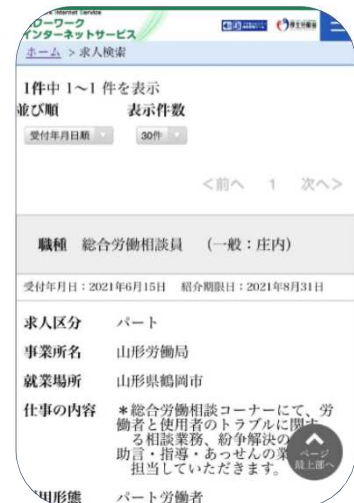 ハローワーク
インターネットサービス
厚生労働省
ホーム > 求人検索
1件中 1~1 件を表示
並び順 表示件数
受付年月日順 30件
<前へ 1 次へ>
職種 総合労働相談員 (一般:庄内)
受付年月日:2021年6月15日 紹介期限日:2021年8月31日
求人区分 パート
事業所名 山形労働局
就業場所 山形県鶴岡市
仕事の内容 *総合労働相談コーナーにて、労
働者と使用者のトラブルに関す
る相談業務、紛争解決の
助言・指導・あっせんの業
担当していただきます。
ページ
最上部へ
用形態 パート労働者